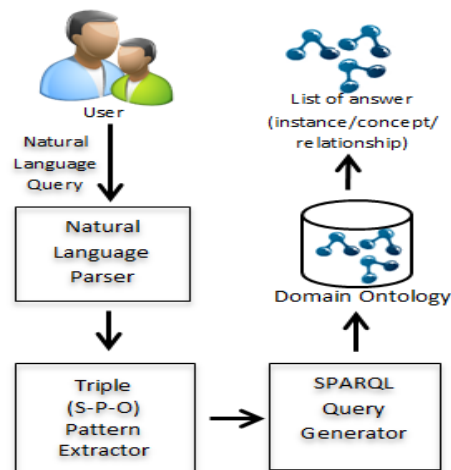 User
Natural
Language
Query
Natural
Language
Parser
Triple
(S-P-O)
Pattern
Extractor
SPARQL
Query
Generator
Domain Ontology
List of answer
(instance/concept/
relationship)